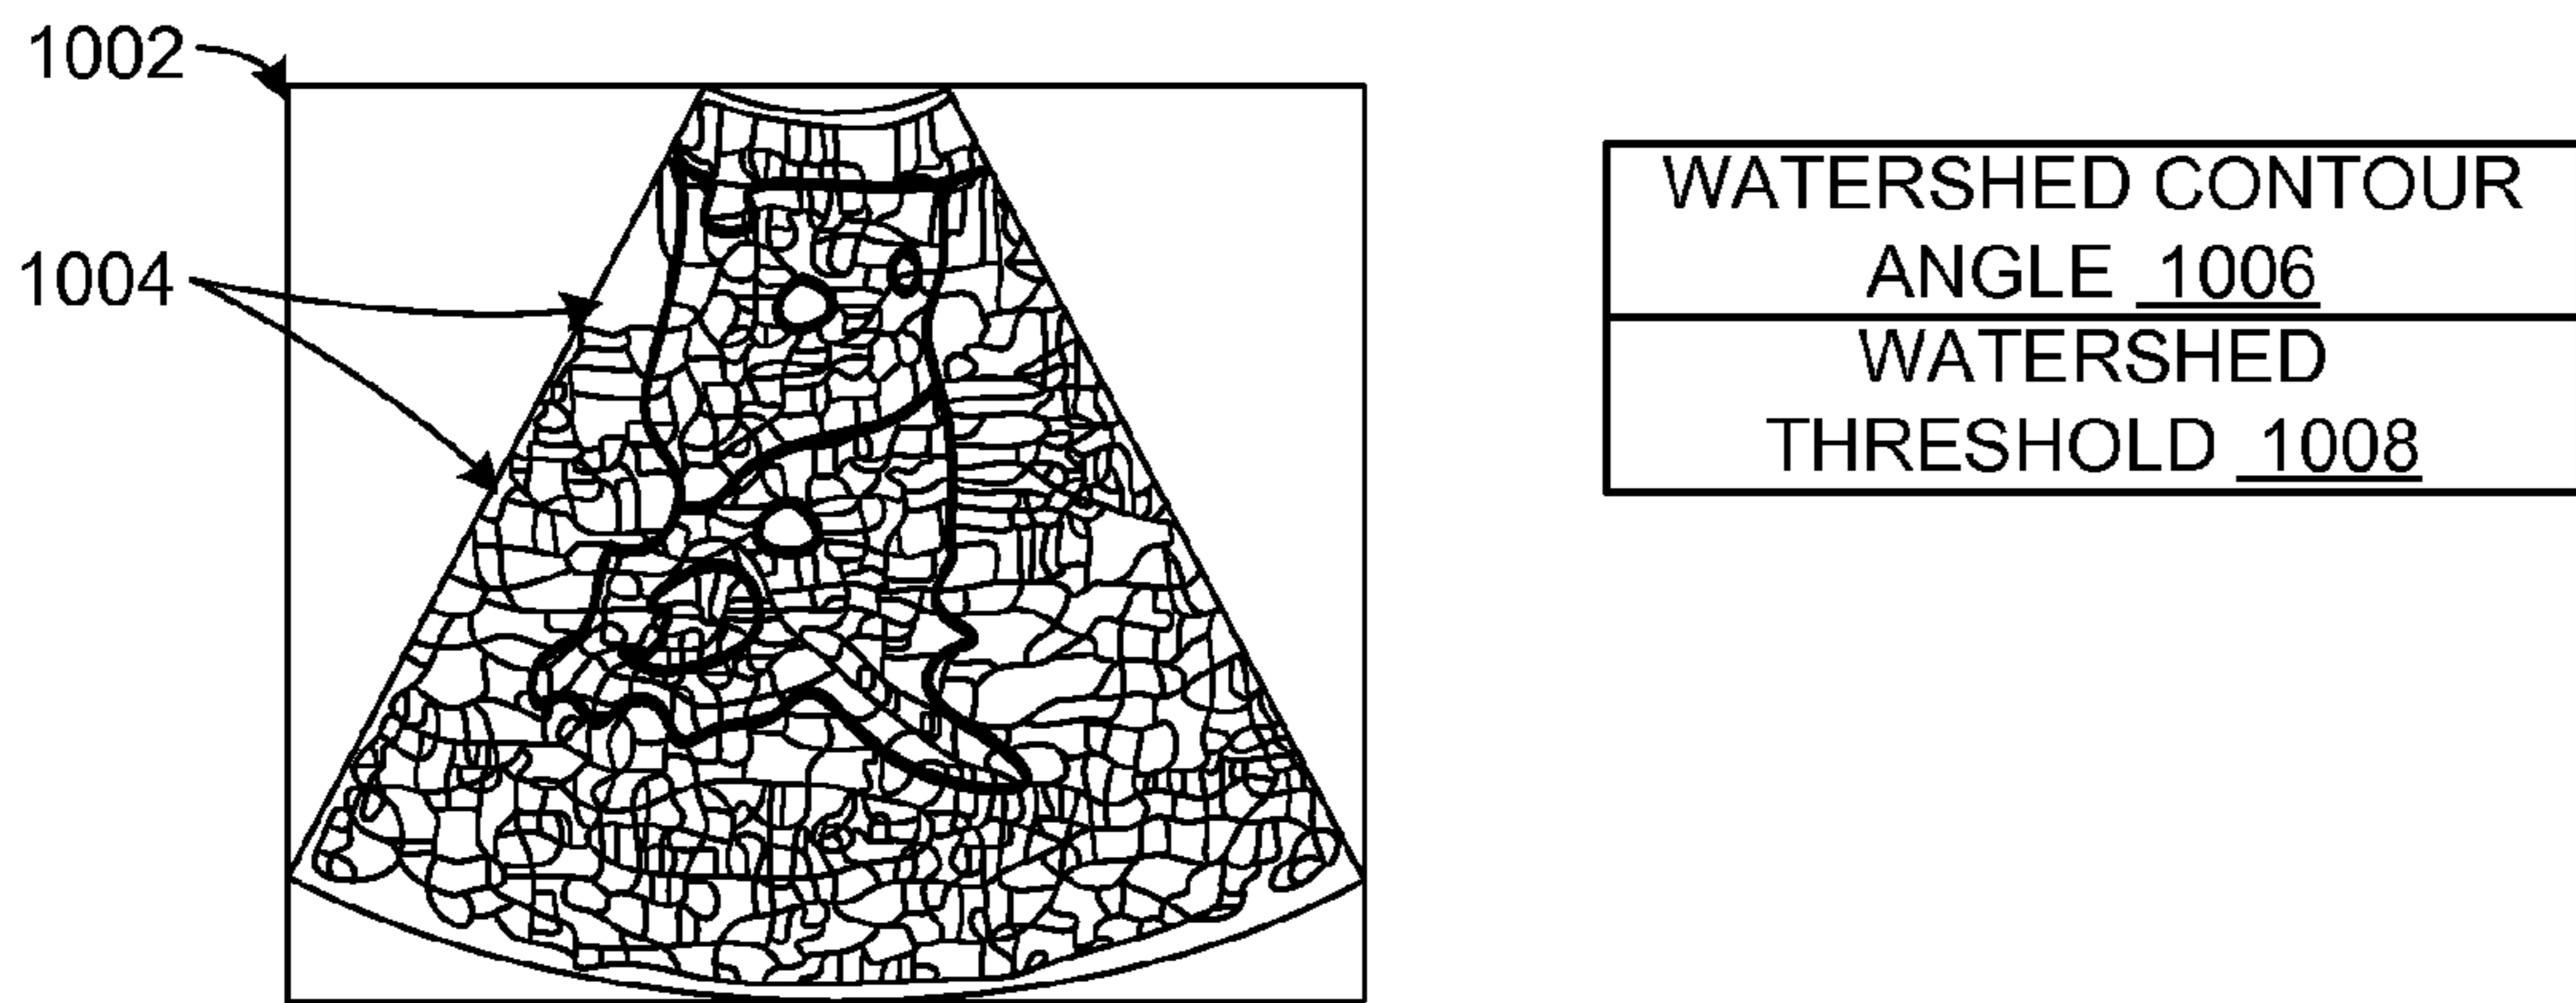 1002
1004
WATERSHED CONTOUR
ANGLE 1006
WATERSHED
THRESHOLD 1008